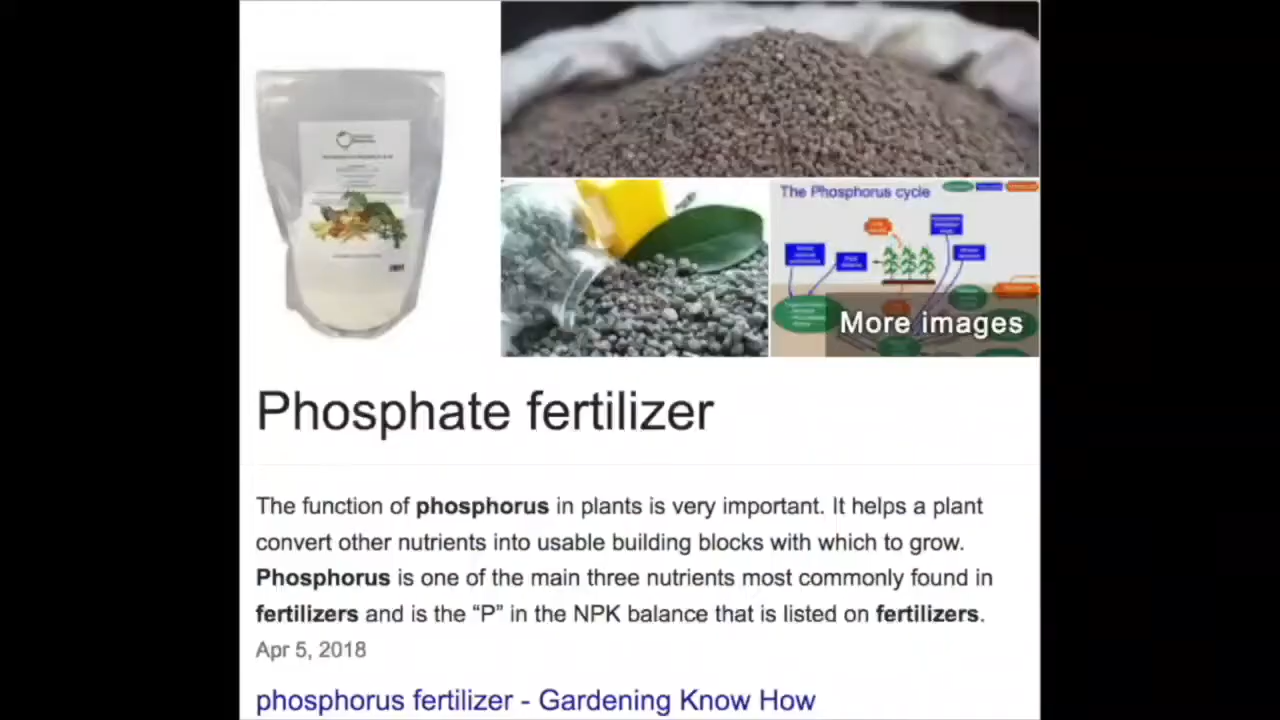 The Phosphorus cycle
More images
Phosphate fertilizer
The function of phosphorus in plants is very important. It helps a plant
convert other nutrients into usable building blocks with which to grow.
Phosphorus is one of the main three nutrients most commonly found in
fertilizers and is the “P” in the NPK balance that is listed on fertilizers.
Apr 5, 2018
phosphorus fertilizer - Gardening Know How